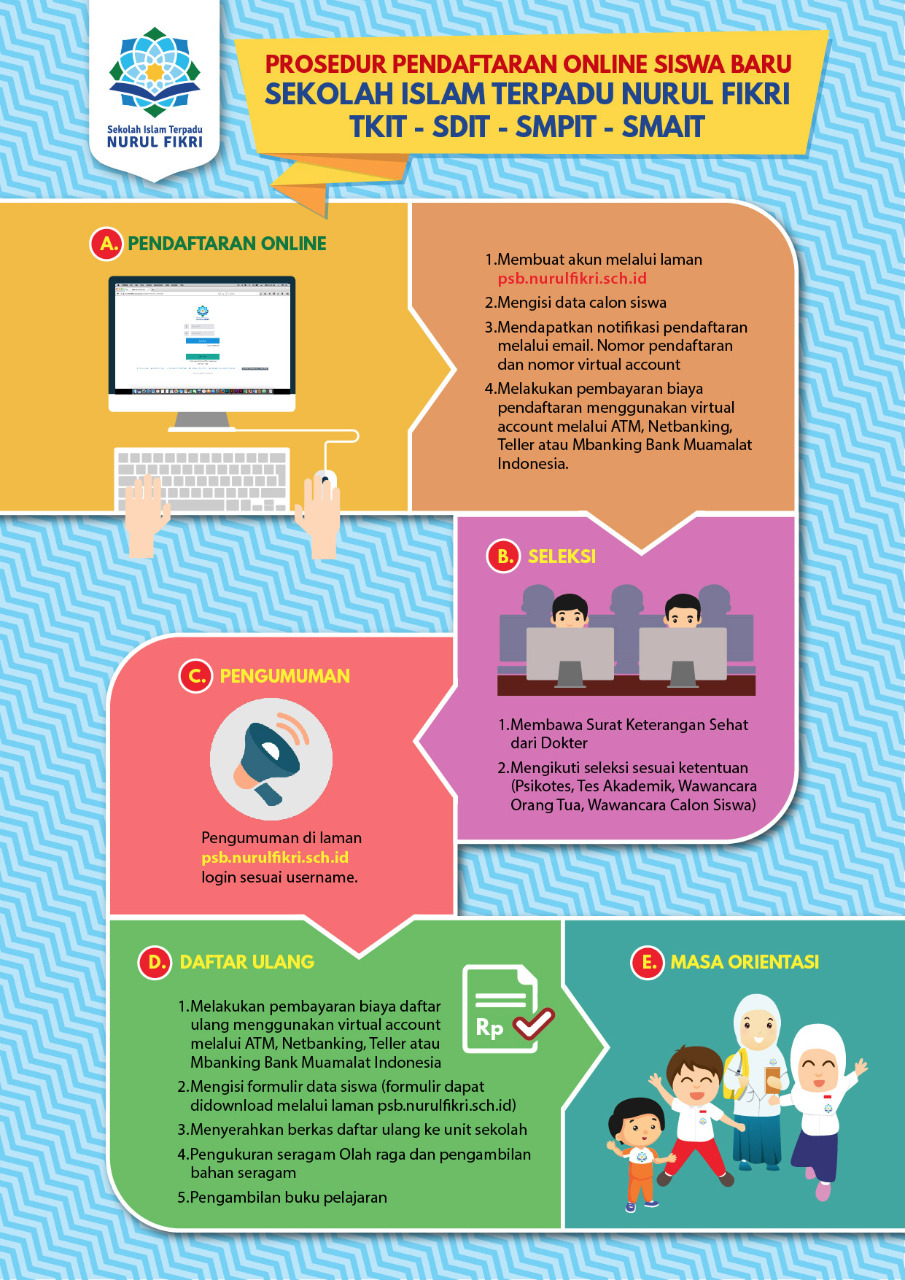 Sekolah Islam Terpadu
NURUL FIKRI
PROSEDUR PENDAFTARAN ONLINE SISWA BARU
SEKOLAH ISLAM TERPADU NURUL FIKRI
TKIT - SDIT - SMPIT - SMAIT
A. PENDAFTARAN ONLINE
1.Membuat akun melalui laman
psb.nurulfikri.sch.id
2.Mengisi data calon siswa
3.Mendapatkan notifikasi pendaftaran
melalui email. Nomor pendaftaran
dan nomor virtual account
4.Melakukan pembayaran biaya
pendaftaran menggunakan virtual
account melalui ATM, Netbanking,
Teller atau Mbanking Bank Muamalat
Indonesia.
B. SELEKSI
1.Membawa Surat Keterangan Sehat
dari Dokter
2.Mengikuti seleksi sesuai ketentuan
(Psikotes, Tes Akademik, Wawancara
Orang Tua, Wawancara Calon Siswa)
C. PENGUMUMAN
Pengumuman di laman
psb.nurulfikri.sch.id
login sesuai username.
D. DAFTAR ULANG
1.Melakukan pembayaran biaya daftar
ulang menggunakan virtual account
melalui ATM, Netbanking, Teller atau
Mbanking Bank Muamalat Indonesia
2.Mengisi formulir data siswa (formulir dapat
didownload melalui laman psb.nurulfikri.sch.id)
3.Menyerahkan berkas daftar ulang ke unit sekolah
4.Pengukuran seragam Olah raga dan pengambilan
bahan seragam
5.Pengambilan buku pelajaran
Rp
E. MASA ORIENTASI